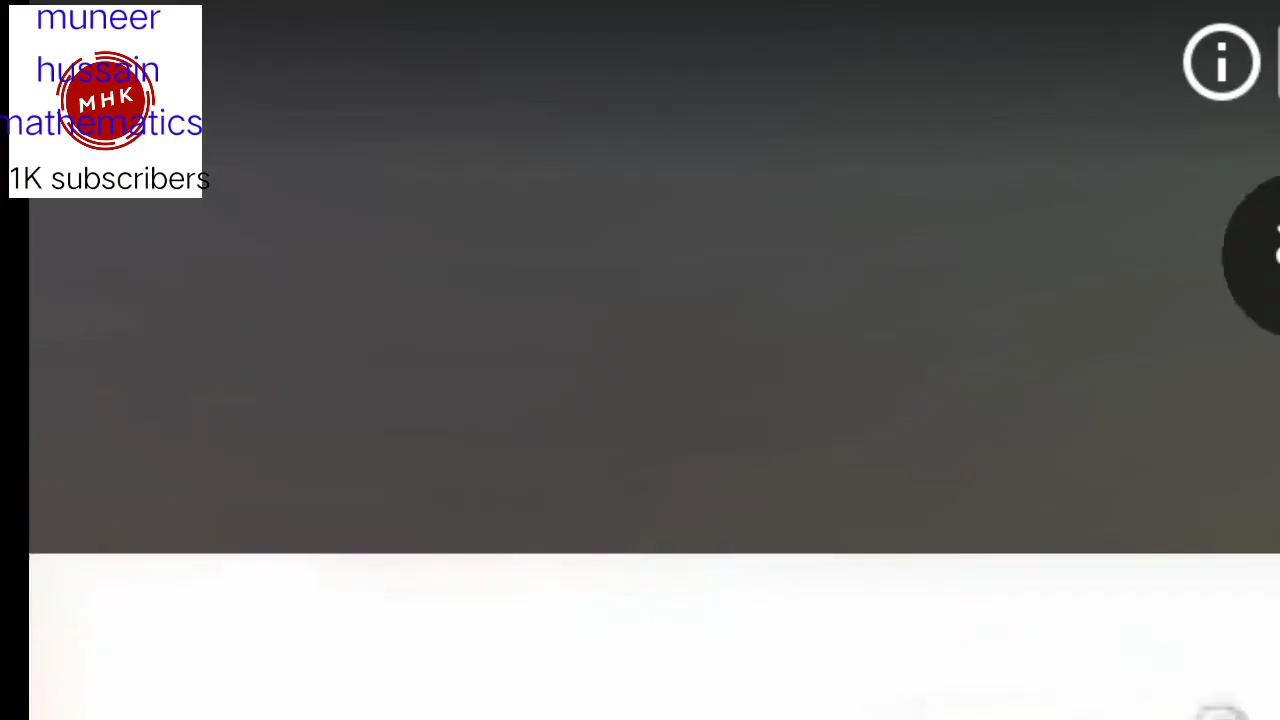 muneer
hussain
MHK
mathematics
1K subscribers